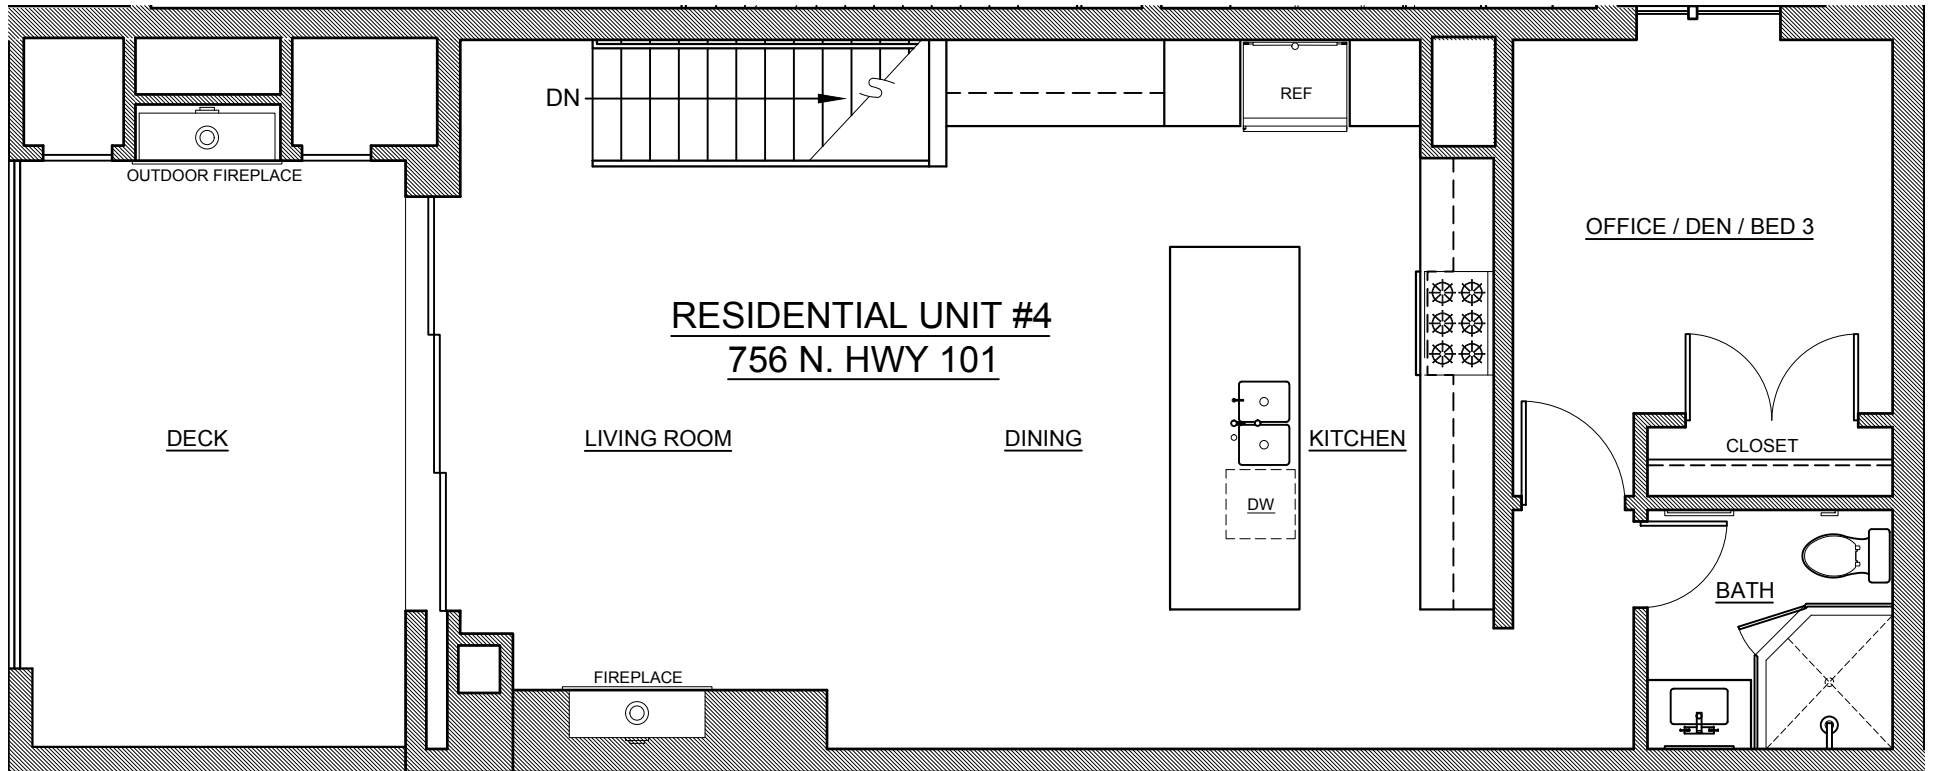 DN
REF
OUTDOOR FIREPLACE
OFFICE / DEN / BED 3
RESIDENTIAL UNIT #4
756 N. HWY 101
DECK
LIVING ROOM
DINING
KITCHEN
CLOSET
DW
BATH
FIREPLACE